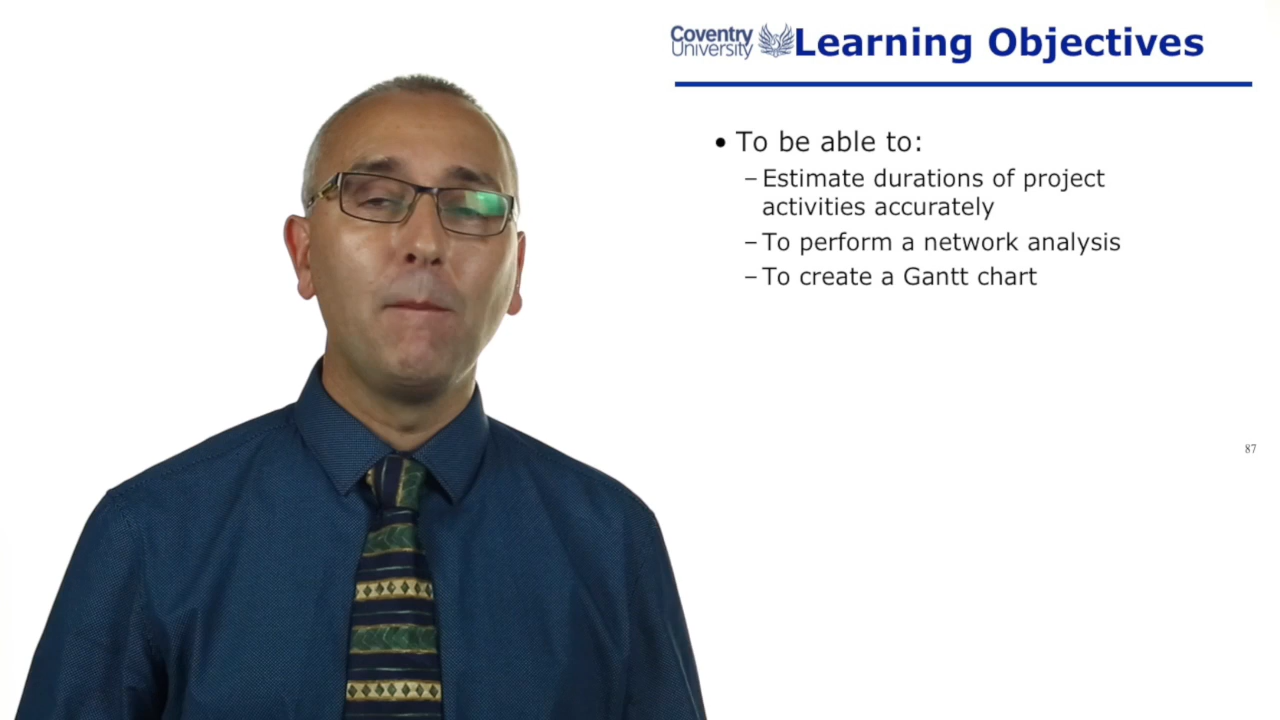 Coventry
University
Learning Objectives
• To be able to:
– Estimate durations of project
activities accurately
– To perform a network analysis
– To create a Gantt chart
87